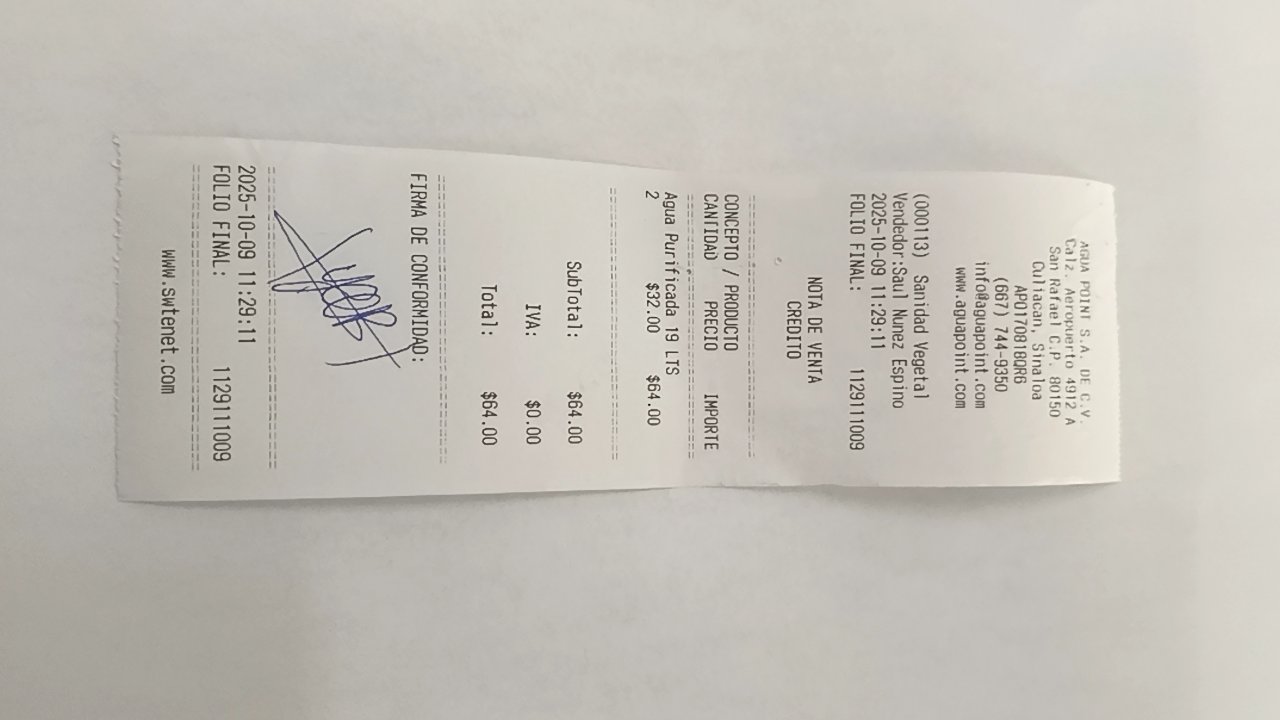 AGUA POINT S.A. DE C.V.
Calz. Aeropuerto 4912 A
San Rafael C.P. 80150
Culiacan, Sinaloa
APO170818QR6
(667) 744-9350
info@aguapoint.com
www.aguapoint.com
(000113) Sanidad Vegetal
Vendedor:Saul Nunez Espino
2025-10-09 11:29:11
FOLIO FINAL: 1129111009
NOTA DE VENTA
CREDITO
CONCEPTO / PRODUCTO
CANTIDAD PRECIO IMPORTE
Agua Purificada 19 LTS
2 $32.00 $64.00
SubTotal: $64.00
IVA: $0.00
Total: $64.00
FIRMA DE CONFORMIDAD:
2025-10-09 11:29:11
FOLIO FINAL: 1129111009
www.swtenet.com